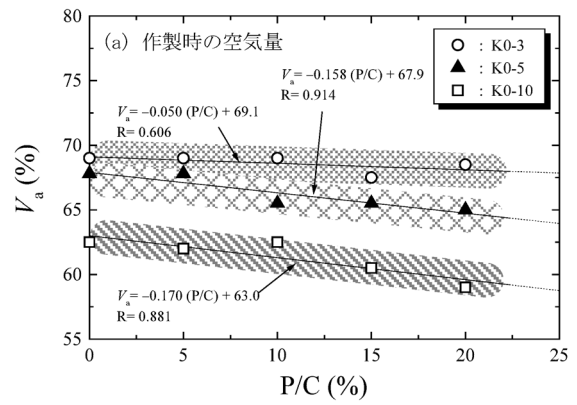 (a) 作製時の空気量
○ : K0-3
▲ : K0-5
□ : K0-10
Va= –0.158 (P/C) + 67.9
R= 0.914
Va= –0.050 (P/C) + 69.1
R= 0.606
Va= –0.170 (P/C) + 63.0
R= 0.881
Va (%)
80
75
70
65
60
55
0 5 10 15 20 25
P/C (%)